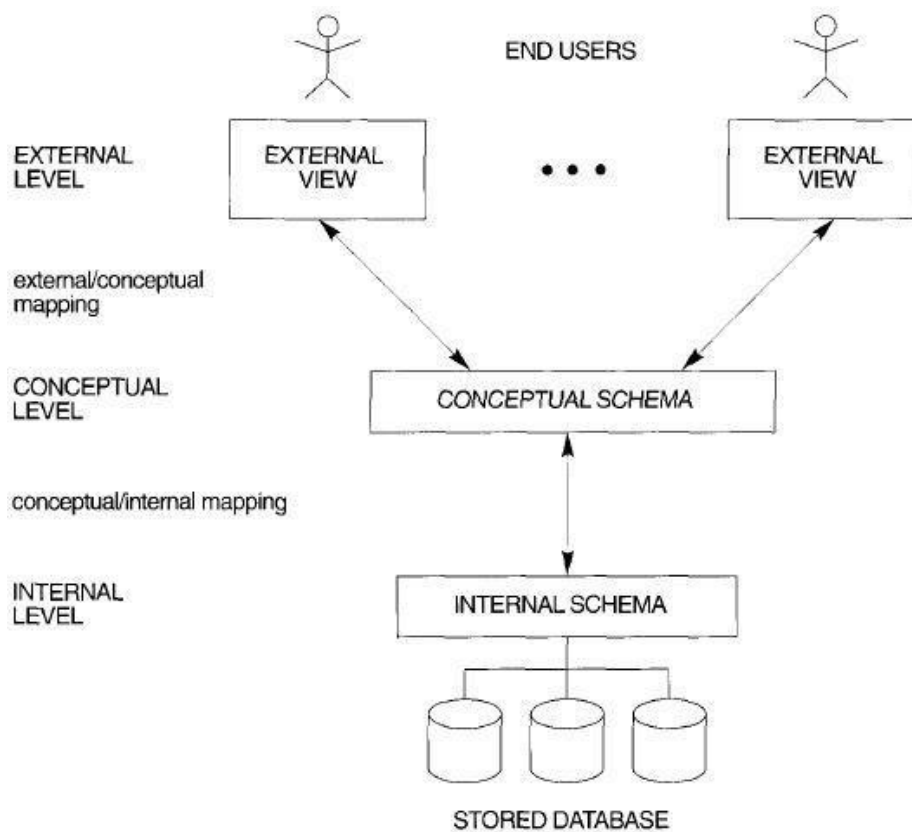 END USERS
EXTERNAL
LEVEL
EXTERNAL
VIEW
EXTERNAL
VIEW
external/conceptual
mapping
CONCEPTUAL
LEVEL
CONCEPTUAL SCHEMA
conceptual/internal mapping
INTERNAL
LEVEL
INTERNAL SCHEMA
STORED DATABASE